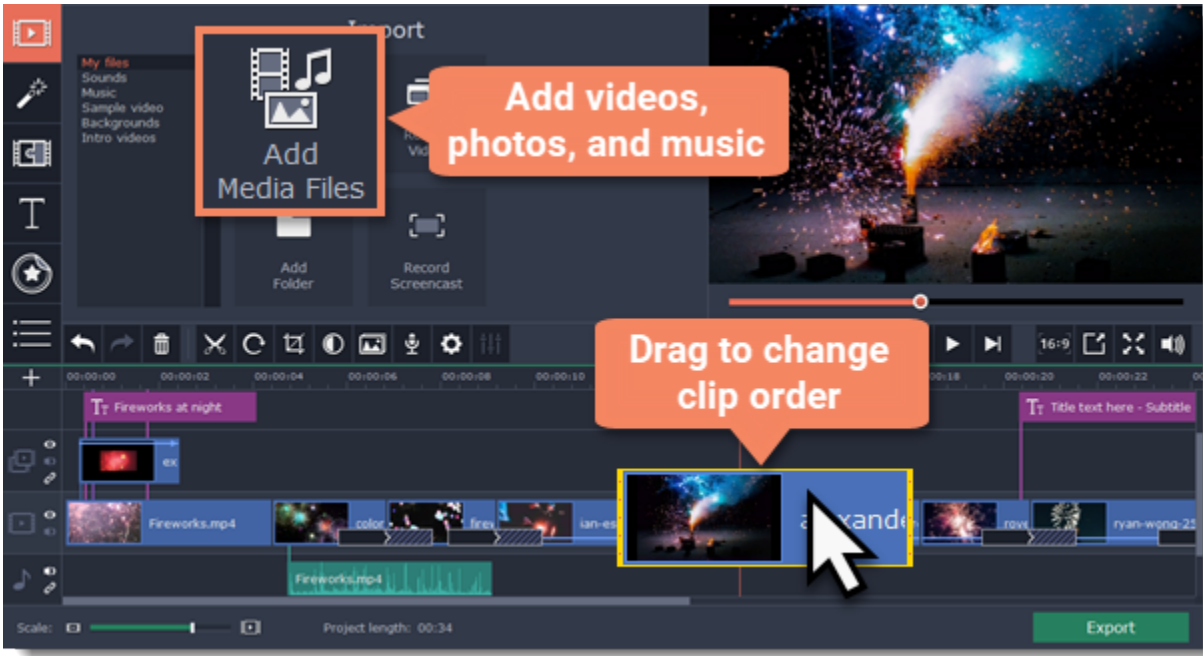 Import
My files
Sounds
Music
Sample video
Backgrounds
Intro videos
Add
Media Files
Add videos,
photos, and music
Add
Folder
Record
Screencast
Drag to change
clip order
16:9
00:00:00 00:00:02 00:00:04 00:00:06 00:00:08 00:00:10 00:00:20 00:00:22
Fireworks at night
Title text here - Subtitle
ex
Fireworks.mp4
color
firew
ian-es
rove
ryan-wong-25
Fireworks.mp4
Scale:
Project length: 00:34
Export